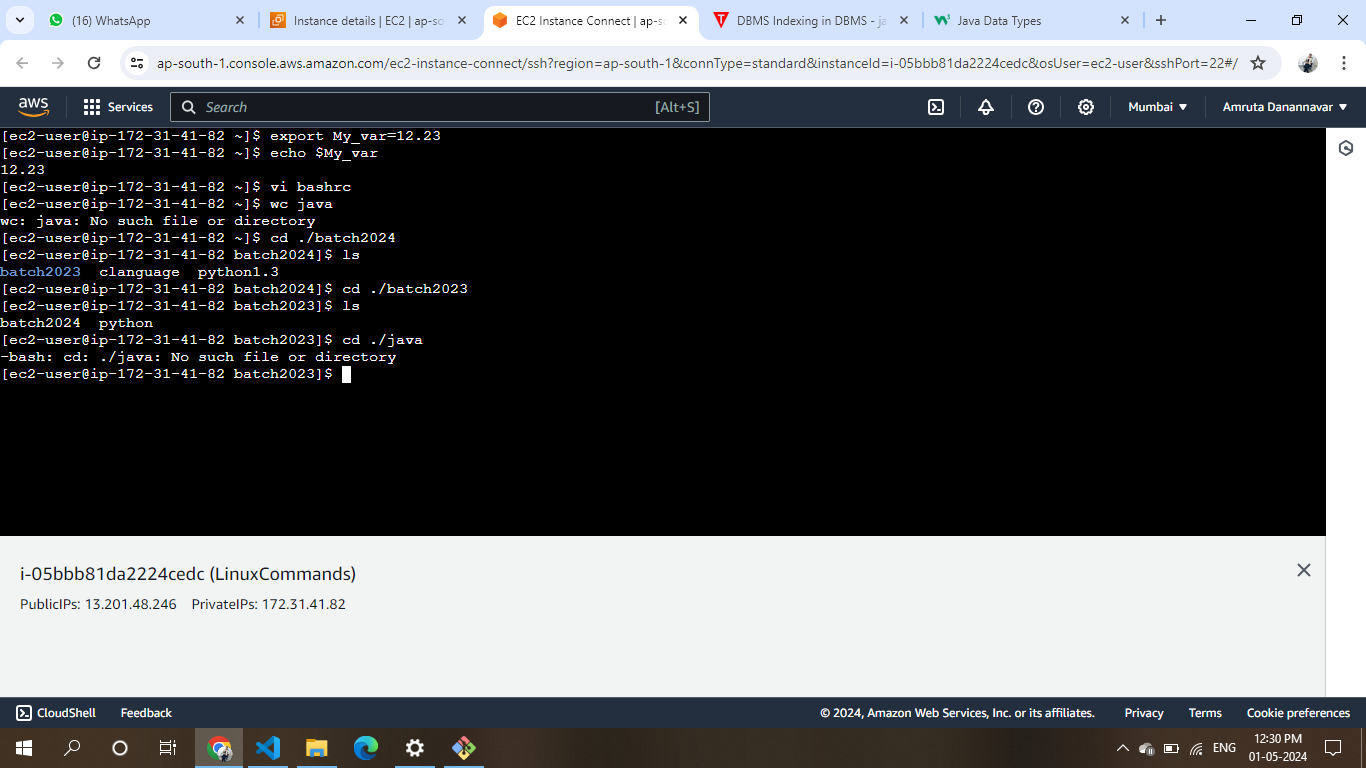 (16) WhatsApp
Instance details | EC2 | ap-so
EC2 Instance Connect | ap-so
DBMS Indexing in DBMS - ja
Java Data Types
ap-south-1.console.aws.amazon.com/ec2-instance-connect/ssh?region=ap-south-1&connType=standard&instanceId=i-05bbb81da2224cedc&osUser=ec2-user&sshPort=22#/
aws
Services
Search
[Alt+S]
Mumbai
Amruta Danannavar
[ec2-user@ip-172-31-41-82 ~]$ export My_var=12.23
[ec2-user@ip-172-31-41-82 ~]$ echo $My_var
12.23
[ec2-user@ip-172-31-41-82 ~]$ vi bashrc
[ec2-user@ip-172-31-41-82 ~]$ wc java
wc: java: No such file or directory
[ec2-user@ip-172-31-41-82 ~]$ cd ./batch2024
[ec2-user@ip-172-31-41-82 batch2024]$ ls
batch2023  clanguage  python1.3
[ec2-user@ip-172-31-41-82 batch2024]$ cd ./batch2023
[ec2-user@ip-172-31-41-82 batch2023]$ ls
batch2024  python
[ec2-user@ip-172-31-41-82 batch2023]$ cd ./java
-bash: cd: ./java: No such file or directory
[ec2-user@ip-172-31-41-82 batch2023]$
i-05bbb81da2224cedc (LinuxCommands)
PublicIPs: 13.201.48.246 PrivateIPs: 172.31.41.82
CloudShell
Feedback
© 2024, Amazon Web Services, Inc. or its affiliates.
Privacy
Terms
Cookie preferences
ENG
12:30 PM
01-05-2024